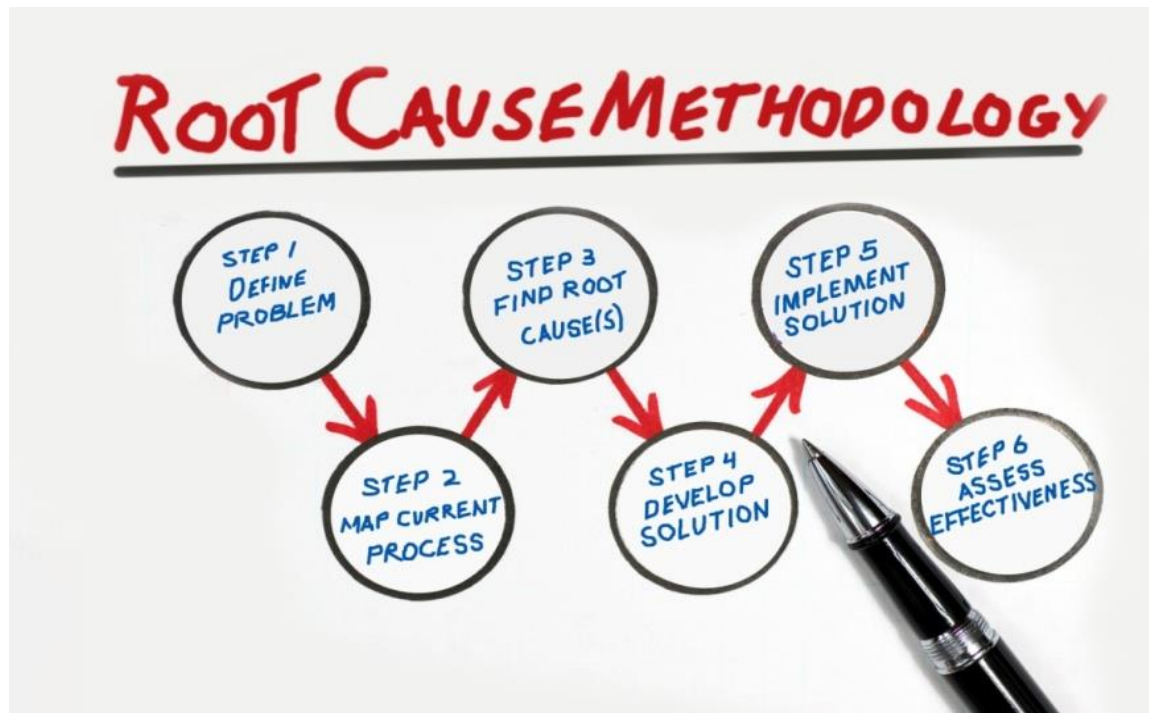 ROOT CAUSE METHODOLOGY
STEP 1
DEFINE
PROBLEM
STEP 2
MAP CURRENT
PROCESS
STEP 3
FIND ROOT
CAUSE(S)
STEP 4
DEVELOP
SOLUTION
STEP 5
IMPLEMENT
SOLUTION
STEP 6
ASSESS
EFFECTIVENESS